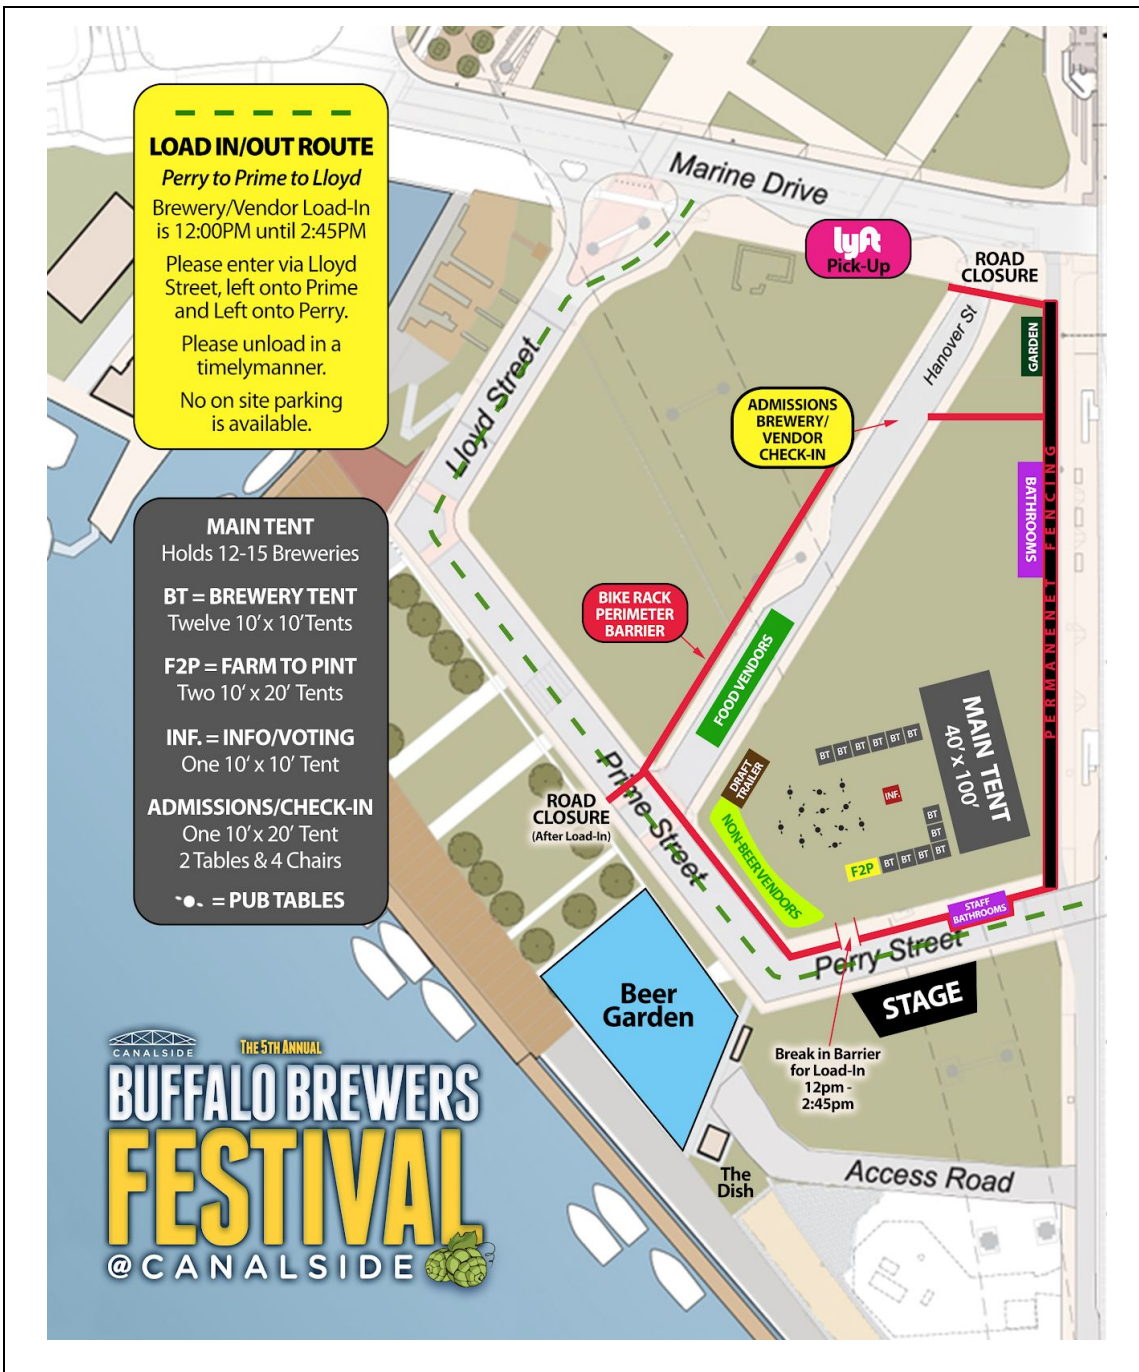 LOAD IN/OUT ROUTE
Perry to Prime to Lloyd
Brewery/Vendor Load-In
is 12:00PM until 2:45PM
Please enter via Lloyd
Street, left onto Prime
and Left onto Perry.
Please unload in a
timelymanner.
No on site parking
is available.
MAIN TENT
Holds 12-15 Breweries
BT = BREWERY TENT
Twelve 10' x 10'Tents
F2P = FARM TO PINT
Two 10' x 20' Tents
INF. = INFO/VOTING
One 10' x 10' Tent
ADMISSIONS/CHECK-IN
One 10'x 20' Tent
2 Tables & 4 Chairs
= PUB TABLES
Marine Drive
lyft
Pick-Up
ROAD
CLOSURE
Hanover St
GARDEN
Lloyd Street
ADMISSIONS
BREWERY/
VENDOR
CHECK-IN
BATHROOMS
PERMANENET FENCING
BIKE RACK
PERIMETER
BARRIER
FOOD VENDORS
MAIN TENT
40' x 100'
BT BT BT BT BT BT
DRAFT
TRAILER
INF.
Prime Street
ROAD
CLOSURE
(After Load-In)
NON-BEER VENDORS
BT
BT
F2P
BT BT BT BT
STAFF
BATHROOMS
Perry Street
STAGE
Beer
Garden
Break in Barrier
for Load-In
12pm -
2:45pm
The
Dish
Access Road
CANALSIDE
THE 5TH ANNUAL
BUFFALO BREWERS
FESTIVAL
@CANALSIDE